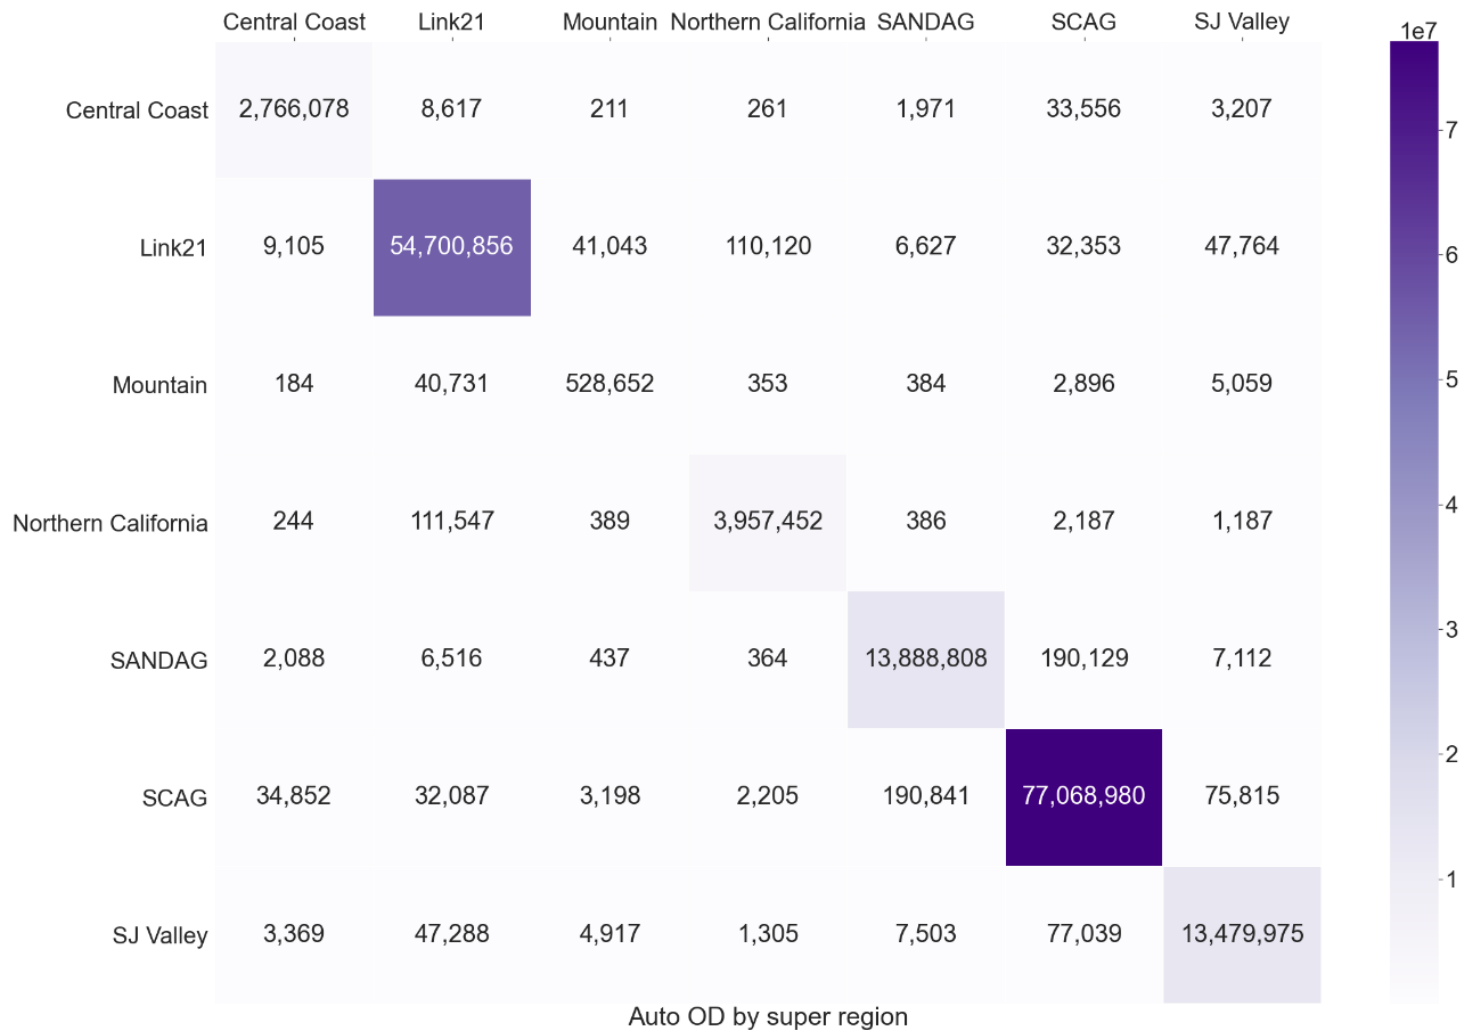 Central Coast Link21 Mountain Northern California SANDAG SCAG SJ Valley
1e7
Central Coast 2,766,078 8,617 211 261 1,971 33,556 3,207
7
Link21 9,105 54,700,856 41,043 110,120 6,627 32,353 47,764
6
Mountain 184 40,731 528,652 353 384 2,896 5,059
5
4
Northern California 244 111,547 389 3,957,452 386 2,187 1,187
3
SANDAG 2,088 6,516 437 364 13,888,808 190,129 7,112
2
SCAG 34,852 32,087 3,198 2,205 190,841 77,068,980 75,815
1
SJ Valley 3,369 47,288 4,917 1,305 7,503 77,039 13,479,975
Auto OD by super region